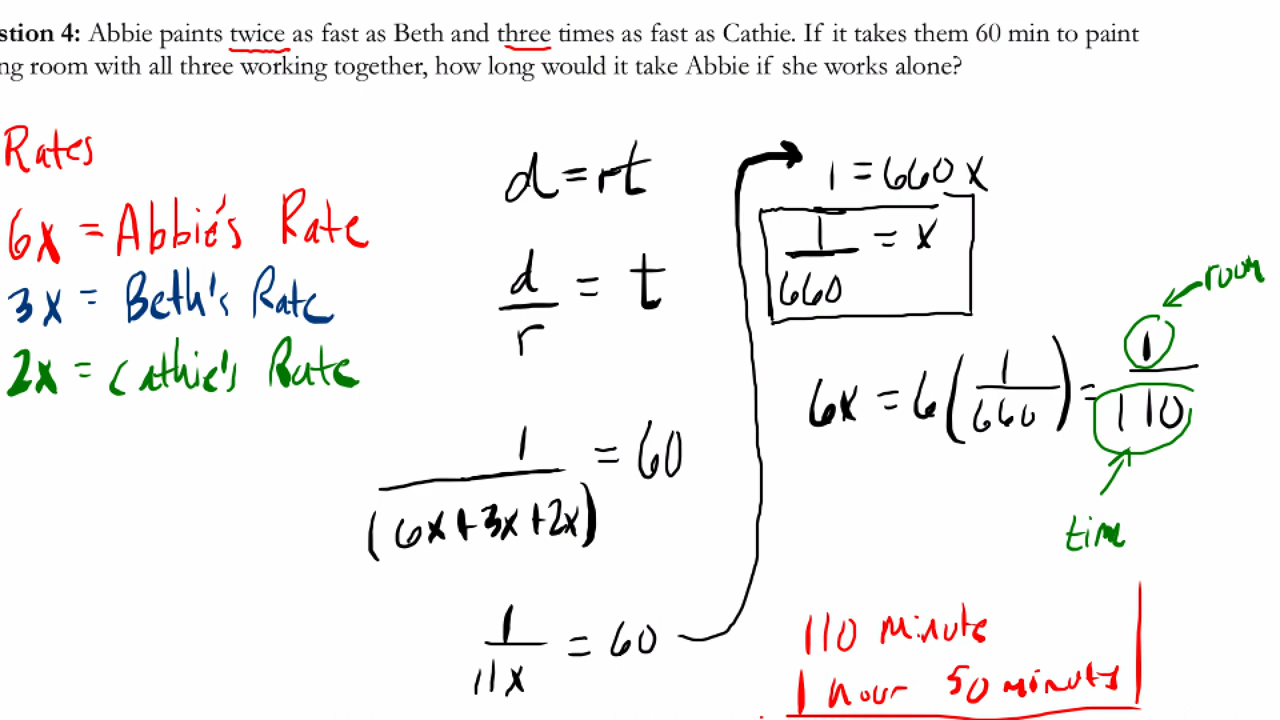 stion 4: Abbie paints twice as fast as Beth and three times as fast as Cathie. If it takes them 60 min to paint
ng room with all three working together, how long would it take Abbie if she works alone?
Rates
6x = Abbie's Rate
3x = Beth's Rate
2x = Cathie's Rate
d = rt
d/r = t
1/(6x+3x+2x) = 60
1/11x = 60
1 = 660x
1/660 = x
6x = 6(1/660) = 1/110
room
time
110 minute
1 hour 50 minuts